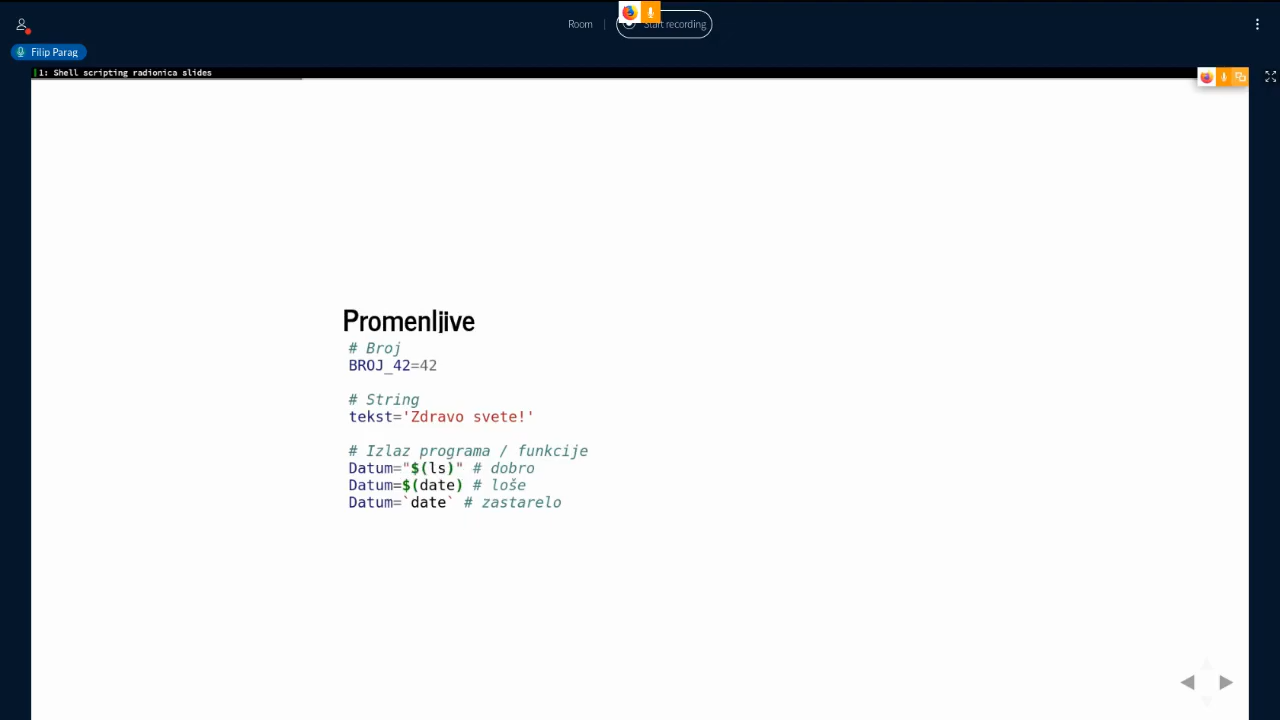 Room
Start recording
Filip Parag
1: Shell scripting radionica slides
Promenljive
# Broj
BROJ_42=42
# String
tekst='Zdravo svete!'
# Izlaz programa / funkcije
Datum="$(ls)" # dobro
Datum=$(date) # loše
Datum=`date` # zastarelo